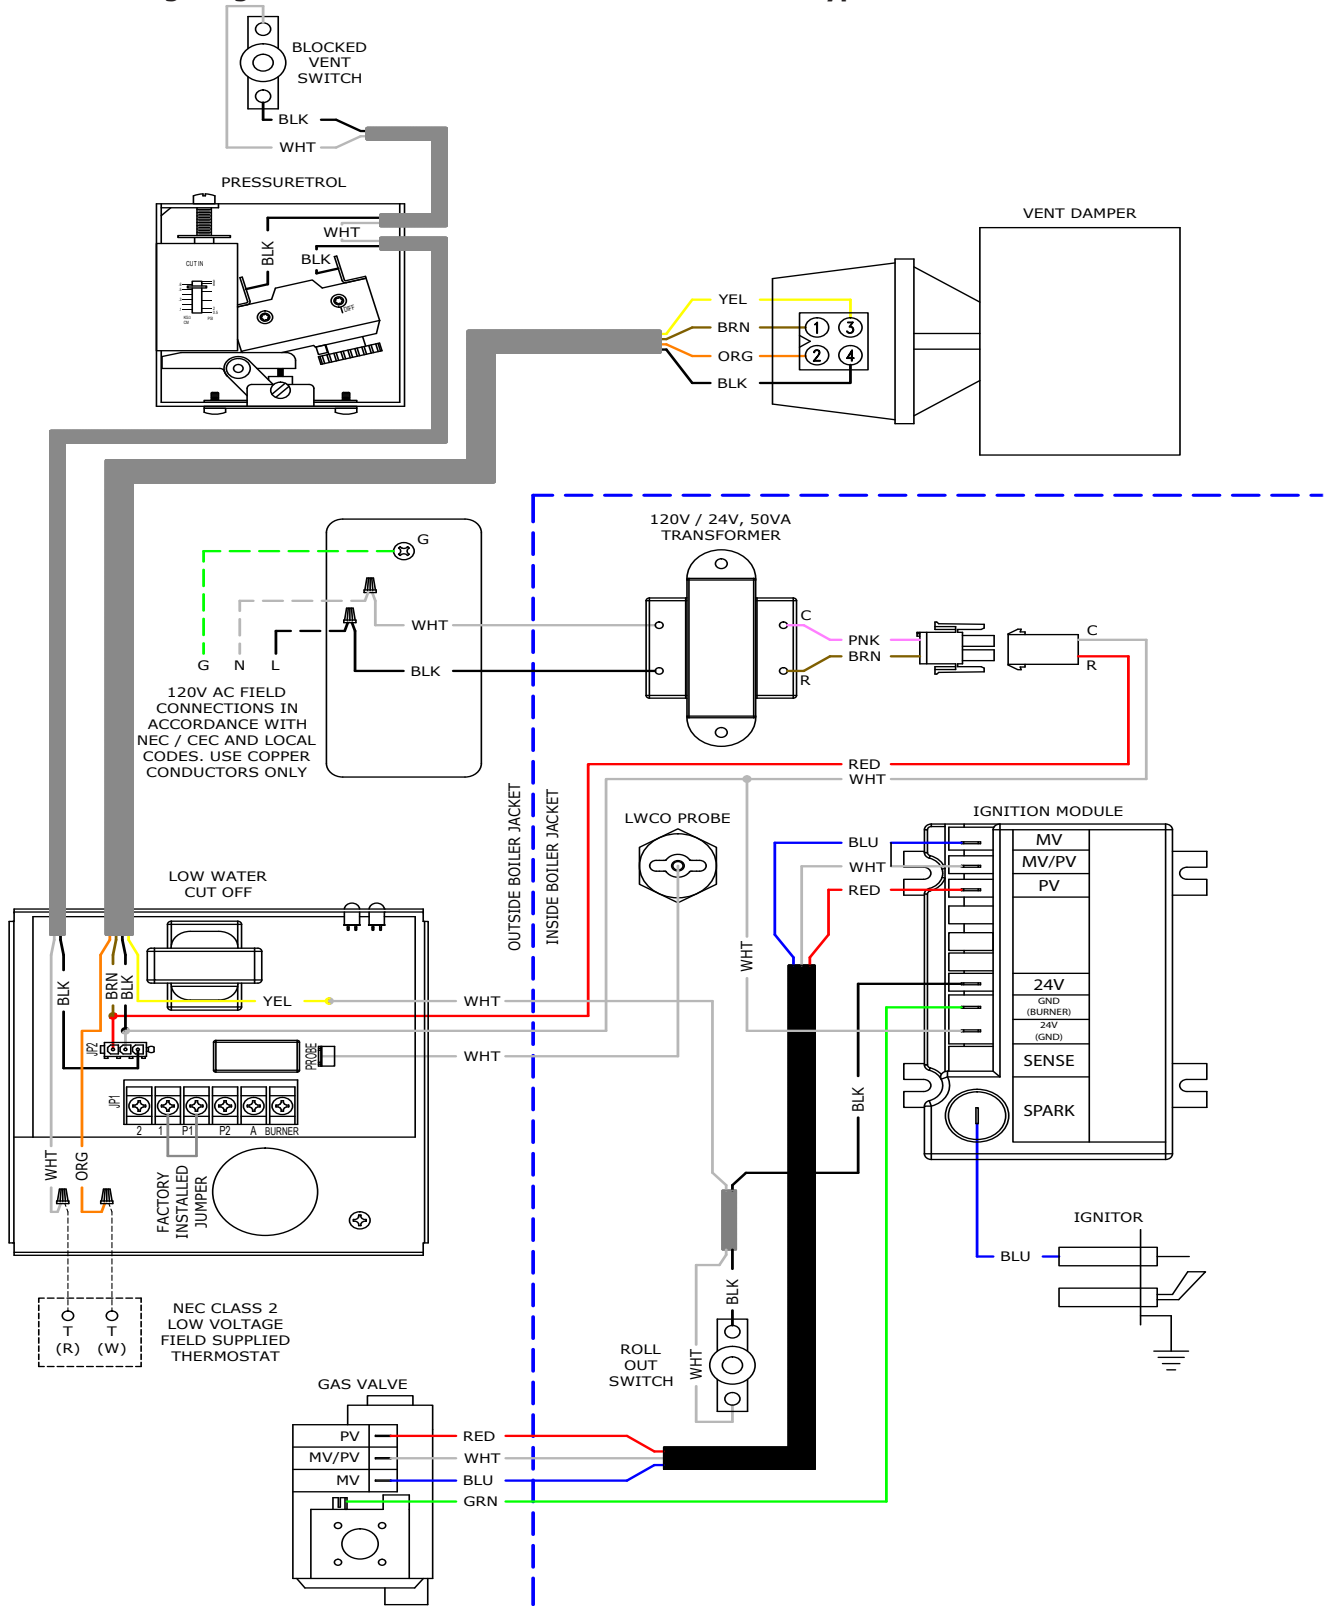 BLOCKED
VENT
SWITCH
BLK
WHT
PRESSURETROL
WHT
BLK
BLK
CUT IN
DIFF
VENT DAMPER
YEL
BRN
ORG
BLK
1
3
2
4
120V / 24V, 50VA
TRANSFORMER
G
WHT
BLK
G N L
C
R
PNK
BRN
C
R
120V AC FIELD
CONNECTIONS IN
ACCORDANCE WITH
NEC / CEC AND LOCAL
CODES. USE COPPER
CONDUCTORS ONLY
RED
WHT
OUTSIDE BOILER JACKET
INSIDE BOILER JACKET
LWCO PROBE
IGNITION MODULE
BLU
WHT
RED
MV
MV/PV
PV
24V
GND
(BURNER)
24V
(GND)
SENSE
SPARK
WHT
BLK
LOW WATER
CUT OFF
BLK
BRN
BLK
YEL
WHT
WHT
JP2
PROBE
JP1
2 1 P1 P2 A BURNER
WHT
ORG
FACTORY
INSTALLED
JUMPER
T
(R)
T
(W)
NEC CLASS 2
LOW VOLTAGE
FIELD SUPPLIED
THERMOSTAT
IGNITOR
BLU
BLK
WHT
ROLL
OUT
SWITCH
GAS VALVE
PV
MV/PV
MV
RED
WHT
BLU
GRN